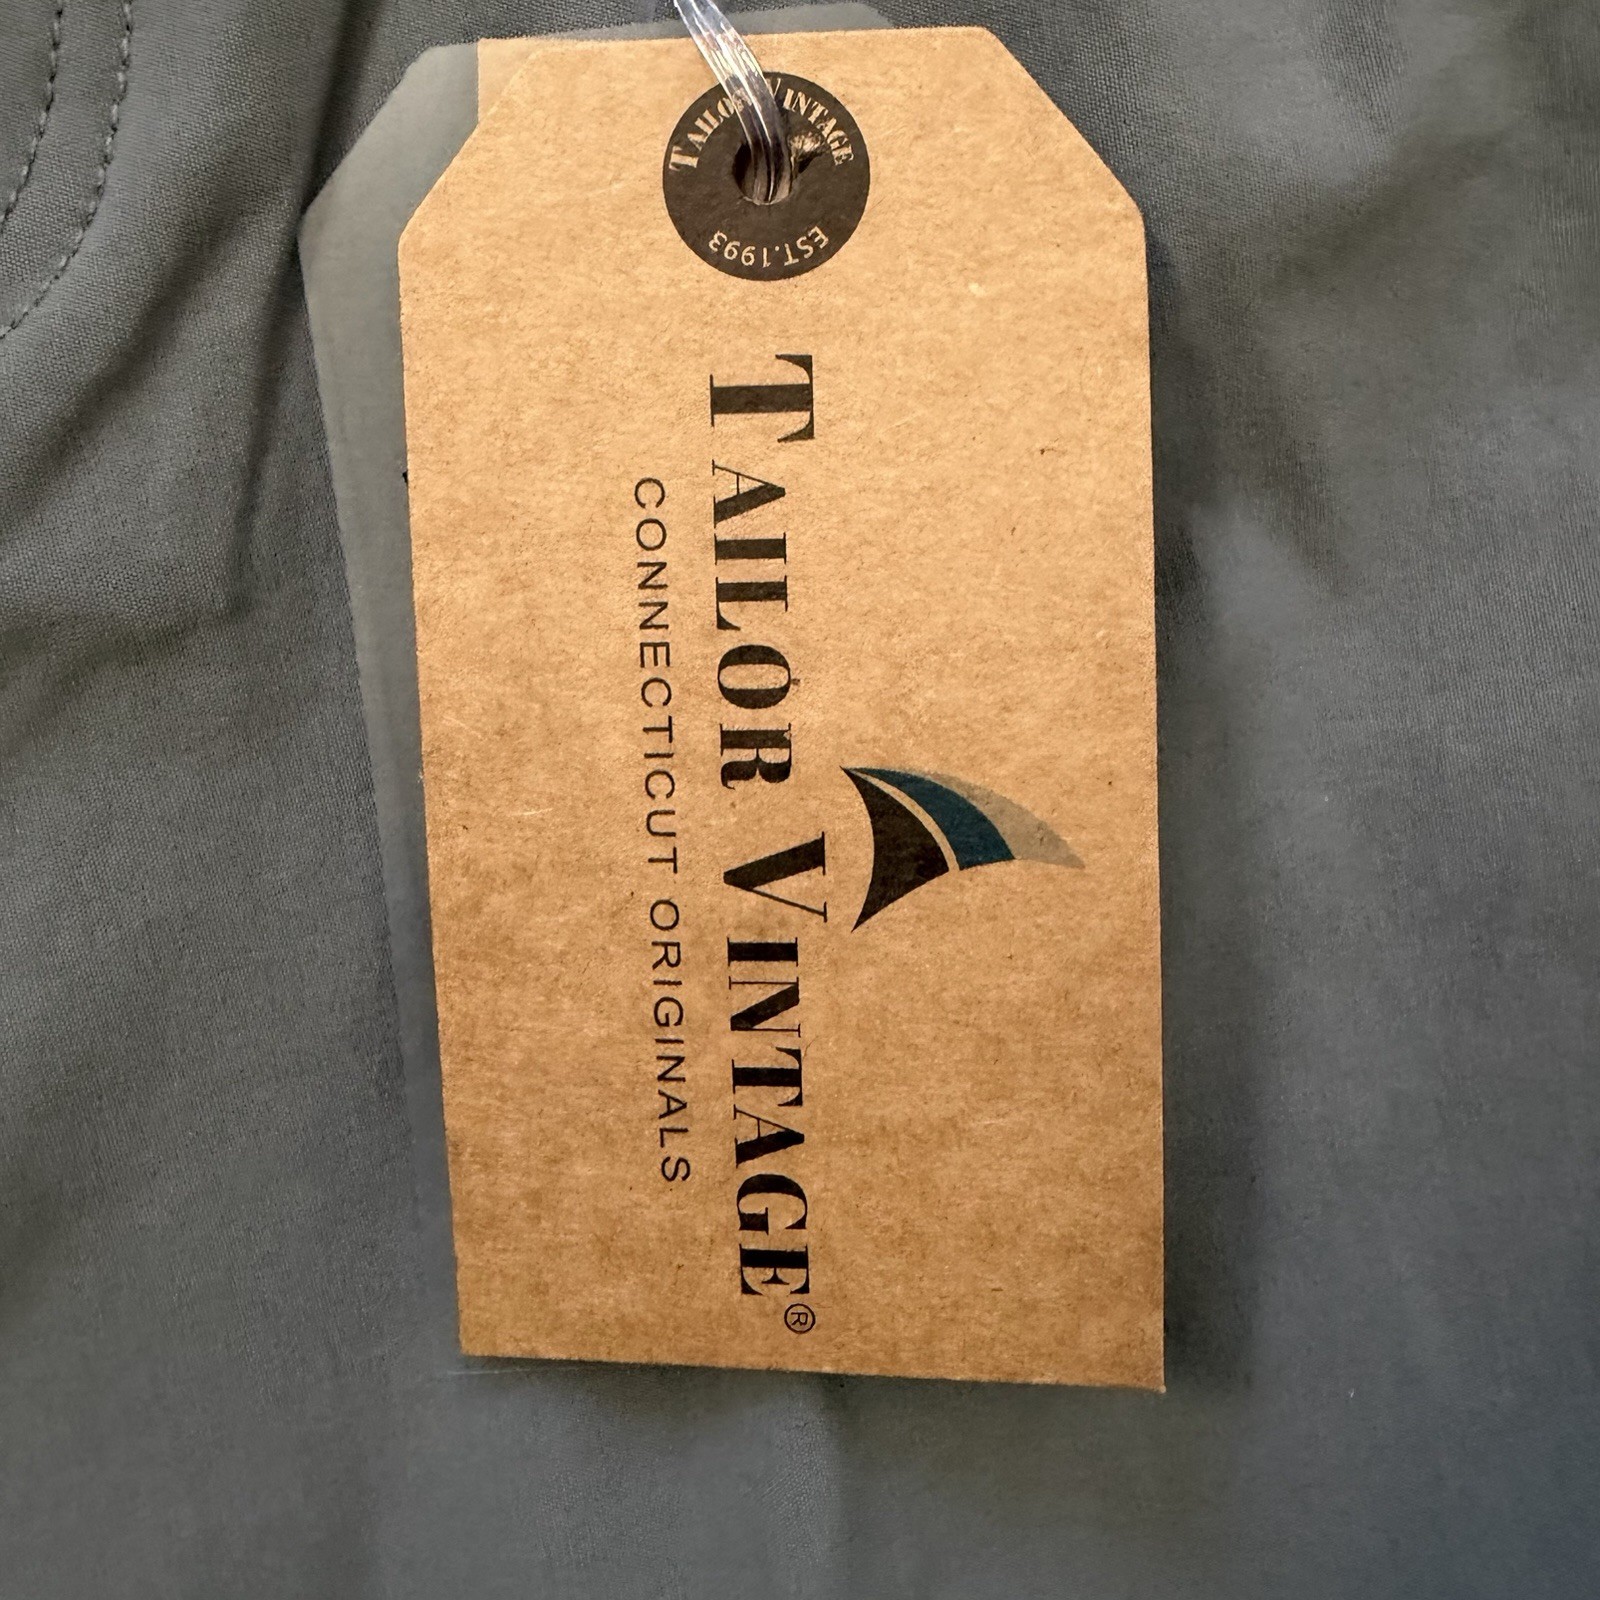 TAILOR VINTAGE
EST.1993
TAILOR VINTAGE®
CONNECTICUT ORIGINALS